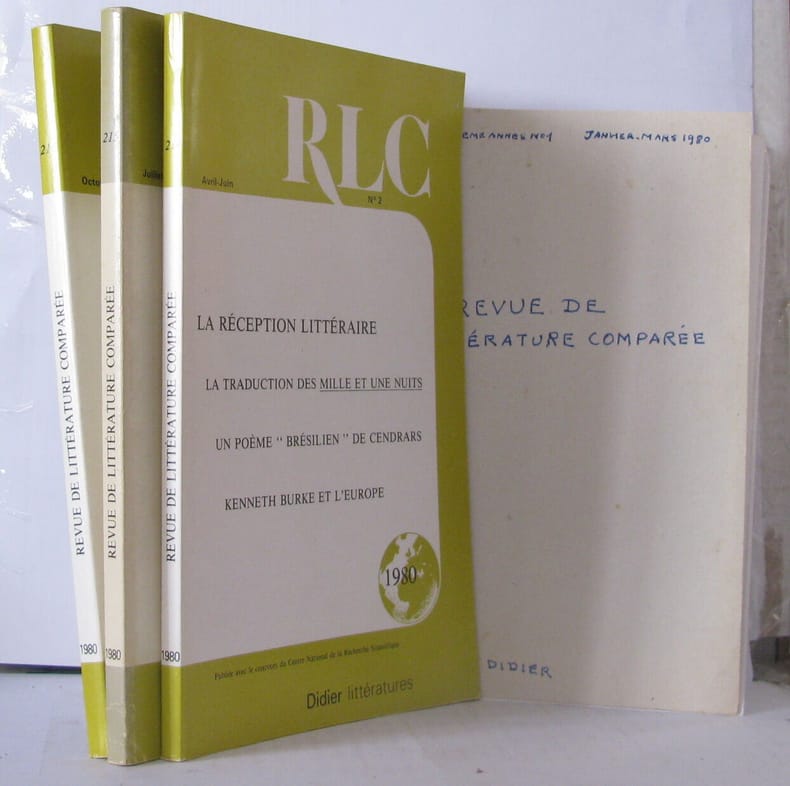 Octo
REVUE DE LITTÉRATURE COMPARÉE
1980
Juillet
REVUE DE LITTÉRATURE COMPARÉE
1980
REVUE DE LITTÉRATURE COMPARÉE
1980
RLC
Avril-Juin
N° 2
LA RÉCEPTION LITTÉRAIRE
LA TRADUCTION DES MILLE ET UNE NUITS
UN POÈME “ BRÉSILIEN ” DE CENDRARS
KENNETH BURKE ET L'EUROPE
1980
Publiée avec le concours du Centre National de la Recherche Scientifique
Didier littératures
EME ANNEE N°1 JANVIER-MARS 1980
REVUE DE
ÉRATURE COMPARÉE
DIDIER